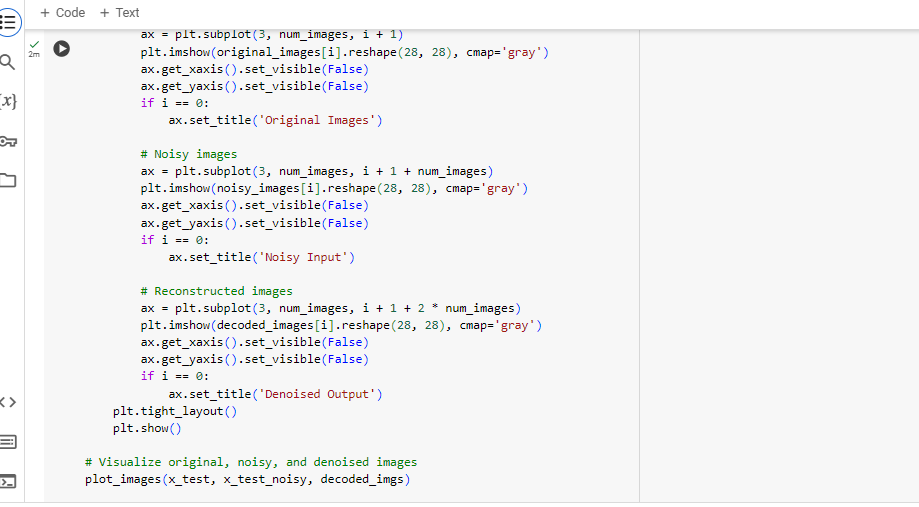 + Code + Text
ax = plt.subplot(3, num_images, i + 1)
2m
plt.imshow(original_images[i].reshape(28, 28), cmap='gray')
ax.get_xaxis().set_visible(False)
ax.get_yaxis().set_visible(False)
{x}
if i == 0:
ax.set_title('Original Images')
# Noisy images
ax = plt.subplot(3, num_images, i + 1 + num_images)
plt.imshow(noisy_images[i].reshape(28, 28), cmap='gray')
ax.get_xaxis().set_visible(False)
ax.get_yaxis().set_visible(False)
if i == 0:
ax.set_title('Noisy Input')
# Reconstructed images
ax = plt.subplot(3, num_images, i + 1 + 2 * num_images)
plt.imshow(decoded_images[i].reshape(28, 28), cmap='gray')
ax.get_xaxis().set_visible(False)
ax.get_yaxis().set_visible(False)
if i == 0:
ax.set_title('Denoised Output')
plt.tight_layout()
plt.show()
# Visualize original, noisy, and denoised images
plot_images(x_test, x_test_noisy, decoded_imgs)